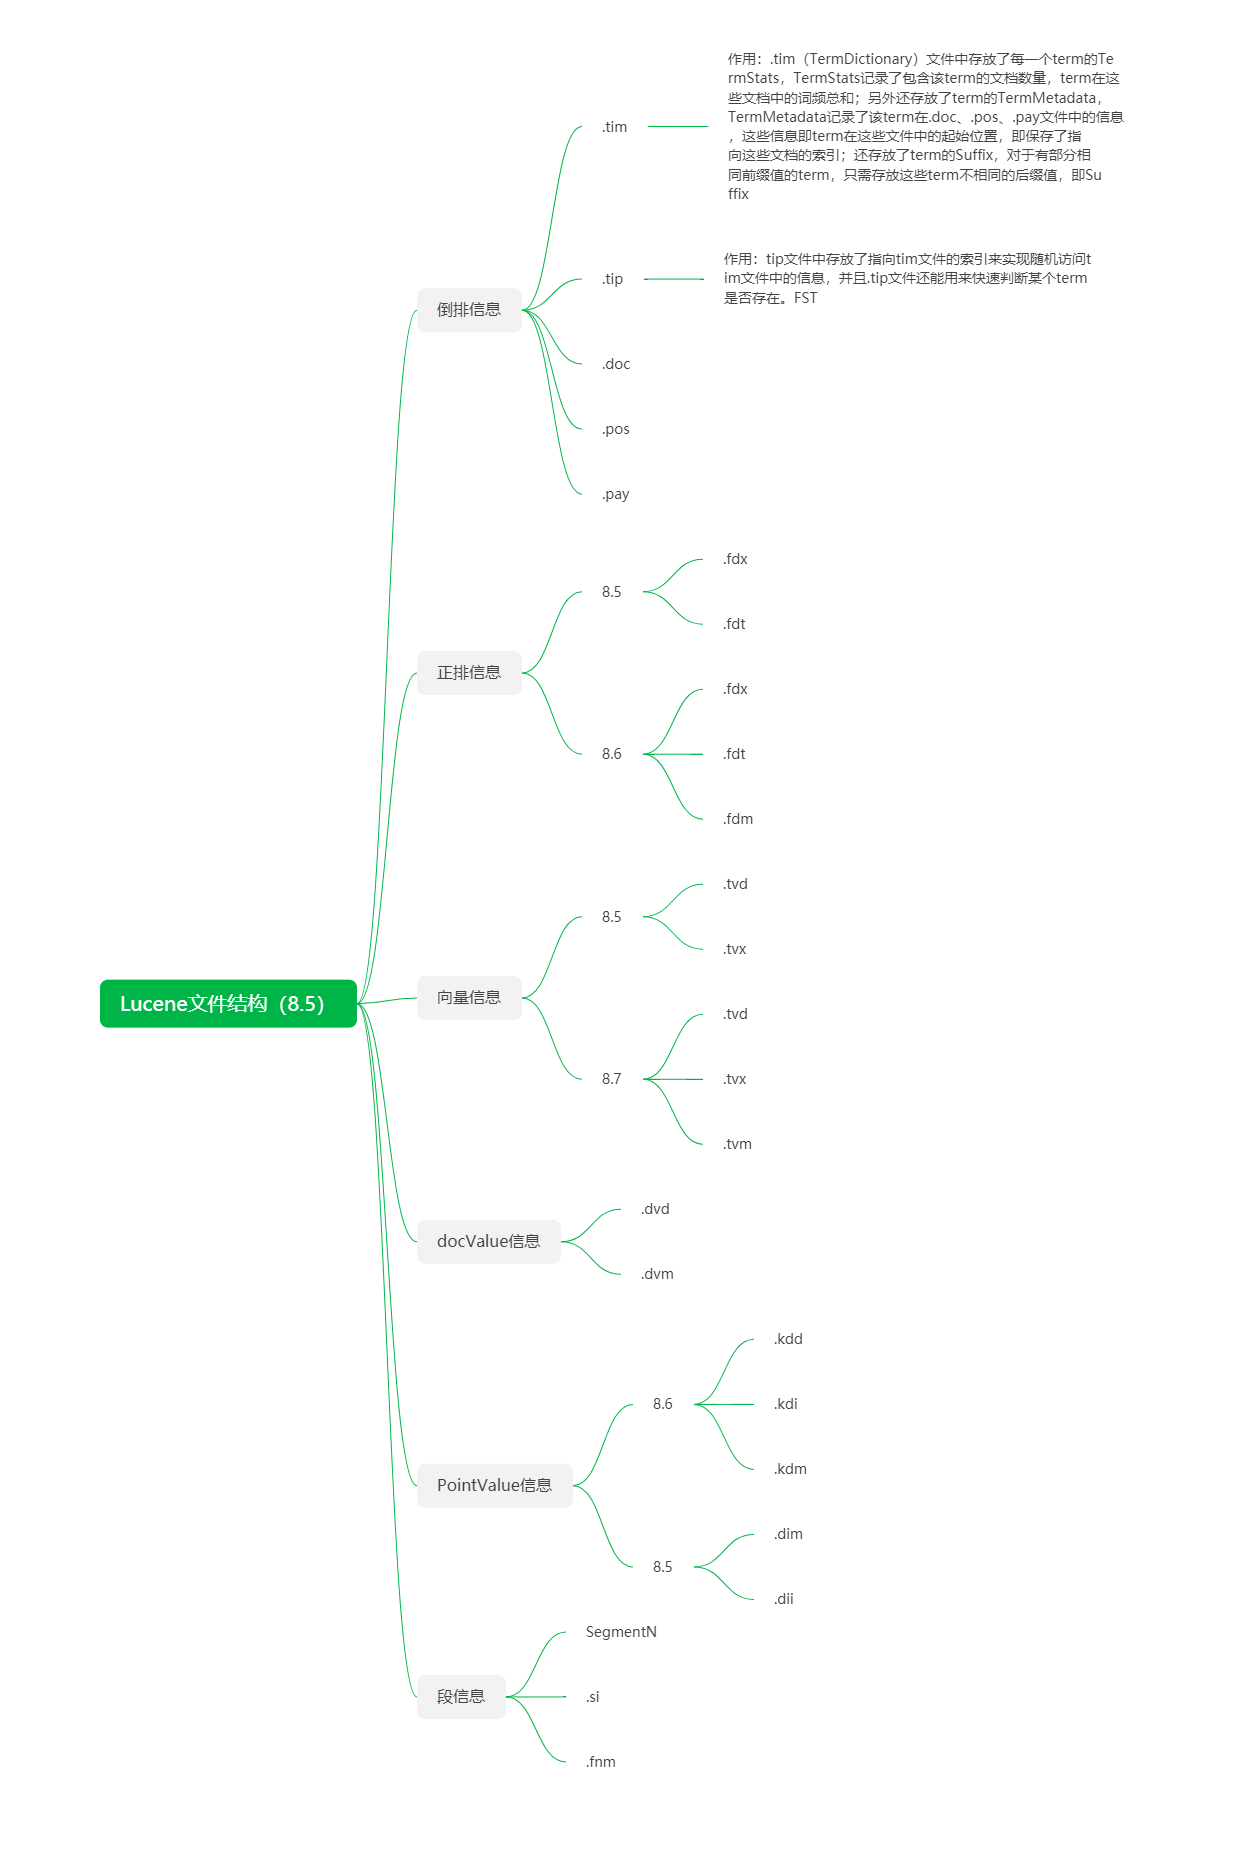 Lucene文件结构（8.5）
倒排信息
.tim
作用：.tim（TermDictionary）文件中存放了每一个term的Te
rmStats，TermStats记录了包含该term的文档数量，term在这
些文档中的词频总和；另外还存放了term的TermMetadata，
TermMetadata记录了该term在.doc、.pos、.pay文件中的信息
，这些信息即term在这些文件中的起始位置，即保存了指
向这些文档的索引；还存放了term的Suffix，对于有部分相
同前缀值的term，只需存放这些term不相同的后缀值，即Su
ffix
.tip
作用：tip文件中存放了指向tim文件的索引来实现随机访问t
im文件中的信息，并且.tip文件还能用来快速判断某个term
是否存在。FST
.doc
.pos
.pay
正排信息
8.5
.fdx
.fdt
8.6
.fdx
.fdt
.fdm
向量信息
8.5
.tvd
.tvx
8.7
.tvd
.tvx
.tvm
docValue信息
.dvd
.dvm
PointValue信息
8.6
.kdd
.kdi
.kdm
8.5
.dim
.dii
段信息
SegmentN
.si
.fnm